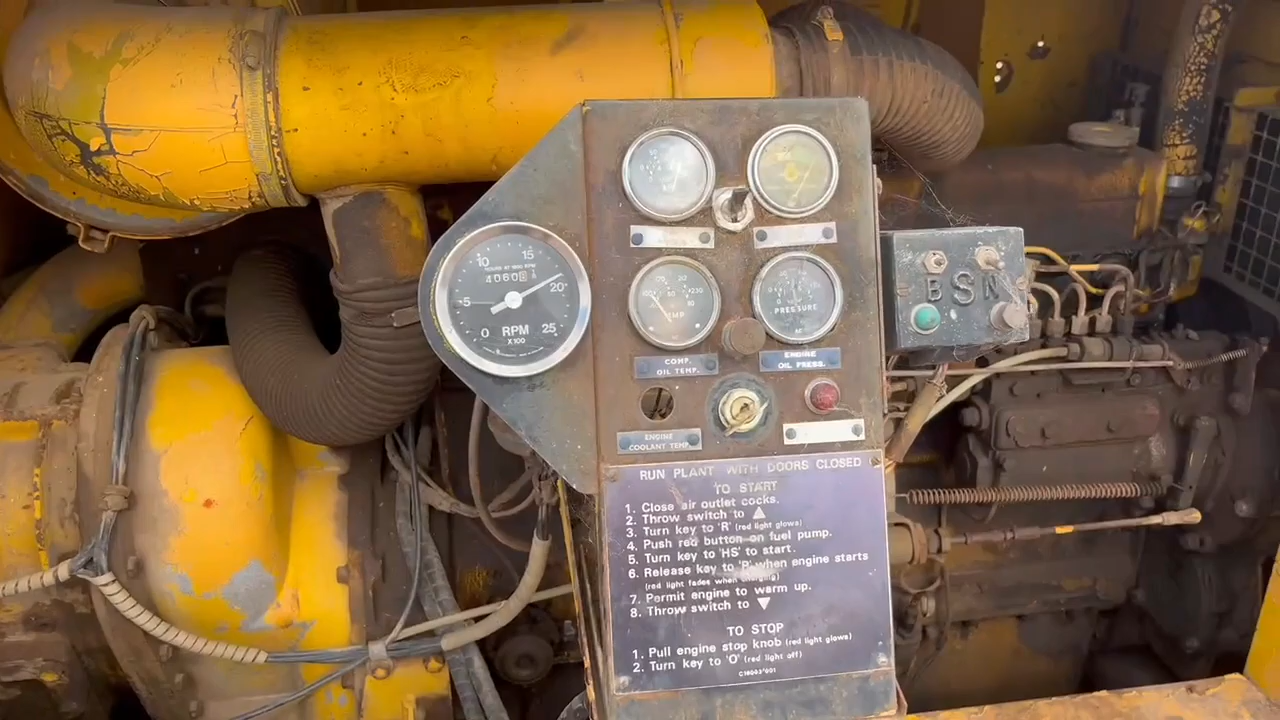 10 15
HOURS AT 1800 RPM
4060
5 20
0 RPM 25
X100
TEMP
PRESSURE
BSN
COMP.
OIL TEMP.
ENGINE
OIL PRESS.
ENGINE
COOLANT TEMP.
RUN PLANT WITH DOORS CLOSED
TO START
1. Close air outlet cocks.
2. Throw switch to ▲
3. Turn key to 'R' (red light glows)
4. Push red button on fuel pump.
5. Turn key to 'HS' to start.
6. Release key to 'R' when engine starts
(red light fades when charging)
7. Permit engine to warm up.
8. Throw switch to ▼
TO STOP
1. Pull engine stop knob (red light glows)
2. Turn key to 'O' (red light off)